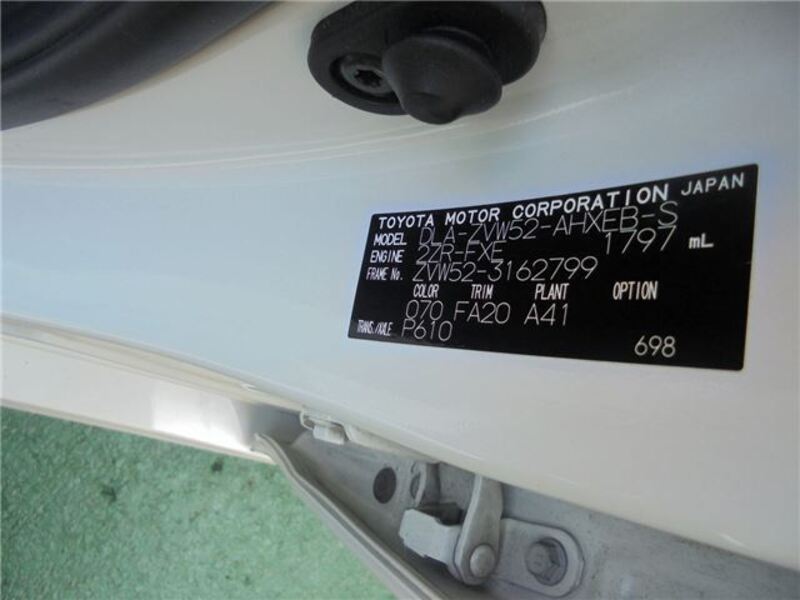 TOYOTA MOTOR CORPORATION JAPAN
MODEL DLA-ZVW52-AHXEB-S
ENGINE 2ZR-FXE 1797 mL
FRAME No. ZVW52-3162799
COLOR TRIM PLANT OPTION
070 FA20 A41
TRANS./AXLE P610
698